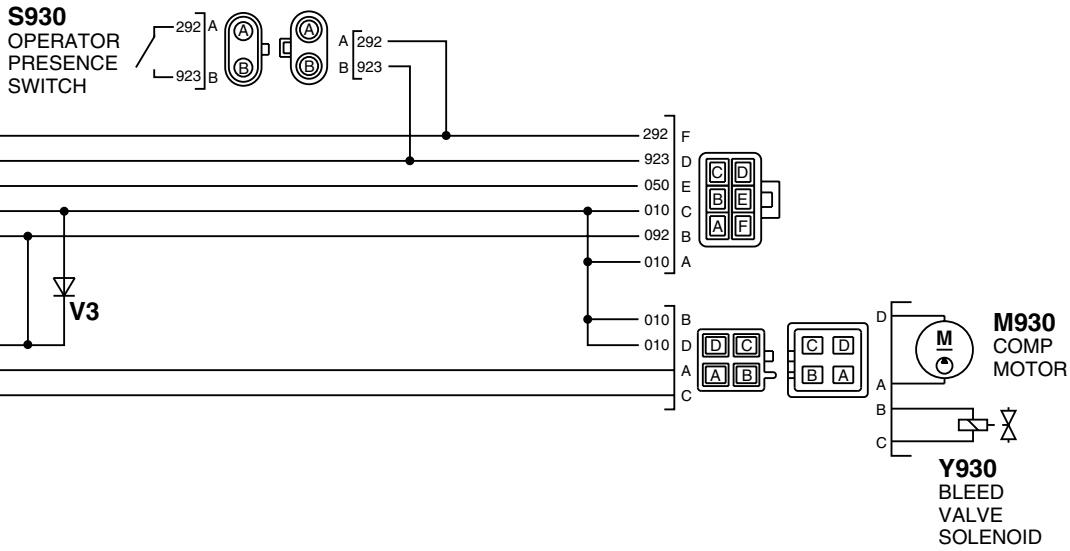 S930
OPERATOR
PRESENCE
SWITCH
292 A
923 B
A
B
A
B
A 292
B 923
292 F
923 D
050 E
010 C
092 B
010 A
C D
B E
A F
V3
010 B
010 D
A
C
D C
A B
C D
B A
D
A
B
C
M
M930
COMP
MOTOR
Y930
BLEED
VALVE
SOLENOID